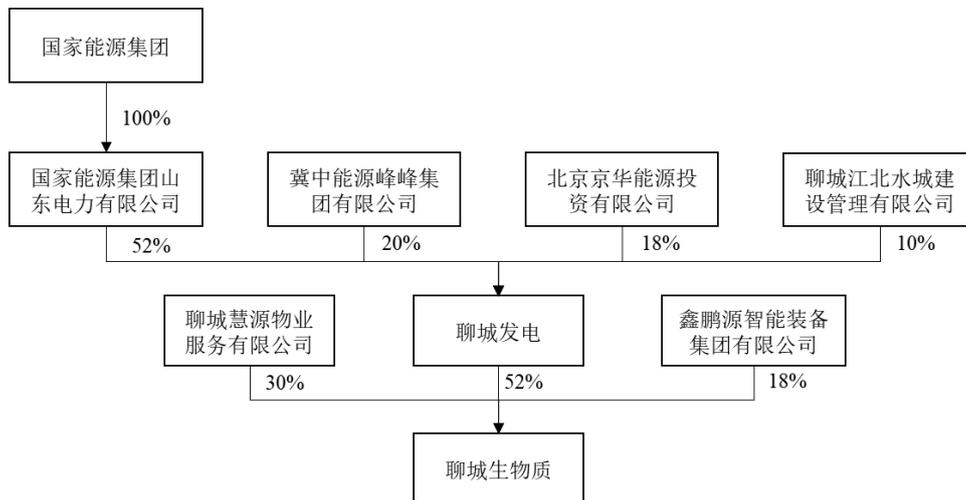 国家能源集团
100%
国家能源集团山
东电力有限公司
冀中能源峰峰集
团有限公司
北京京华能源投
资有限公司
聊城江北水城建
设管理有限公司
52%
20%
18%
10%
聊城慧源物业
服务有限公司
聊城发电
鑫鹏源智能装备
集团有限公司
30%
52%
18%
聊城生物质